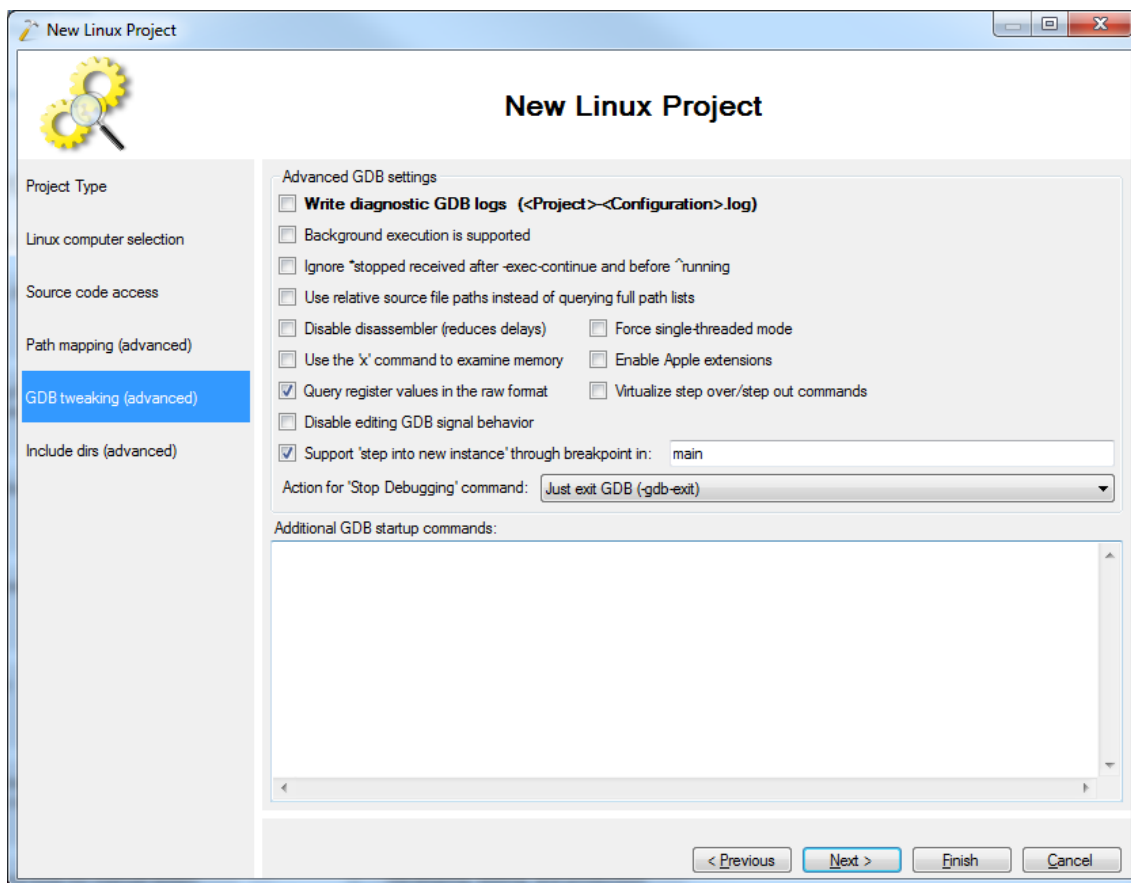 New Linux Project
New Linux Project
Project Type
Linux computer selection
Source code access
Path mapping (advanced)
GDB tweaking (advanced)
Include dirs (advanced)
Advanced GDB settings
Write diagnostic GDB logs (<Project>-<Configuration>.log)
Background execution is supported
Ignore *stopped received after -exec-continue and before ^running
Use relative source file paths instead of querying full path lists
Disable disassembler (reduces delays) Force single-threaded mode
Use the 'x' command to examine memory Enable Apple extensions
Query register values in the raw format Virtualize step over/step out commands
Disable editing GDB signal behavior
Support 'step into new instance' through breakpoint in: main
Action for 'Stop Debugging' command: Just exit GDB (-gdb-exit)
Additional GDB startup commands:
< Previous Next > Finish Cancel